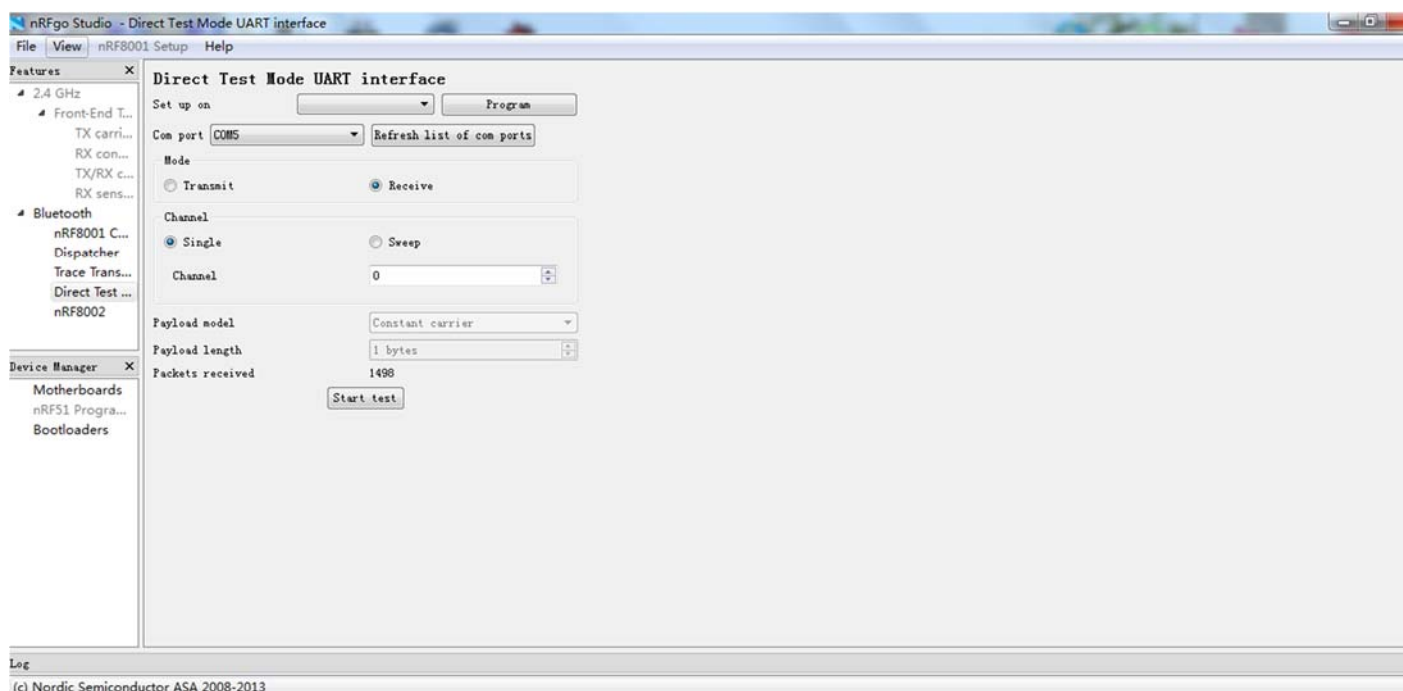 nRFgo Studio - Direct Test Mode UART interface
File View nRF8001 Setup Help
Features
2.4 GHz
Front-End T...
TX carri...
RX con...
TX/RX c...
RX sens...
Bluetooth
nRF8001 C...
Dispatcher
Trace Trans...
Direct Test ...
nRF8002
Device Manager
Motherboards
nRF51 Progra...
Bootloaders
Direct Test Mode UART interface
Set up on Program
Com port COM5 Refresh list of com ports
Mode
Transmit Receive
Channel
Single Sweep
Channel 0
Payload model Constant carrier
Payload length 1 bytes
Packets received 1498
Start test
Log
(c) Nordic Semiconductor ASA 2008-2013